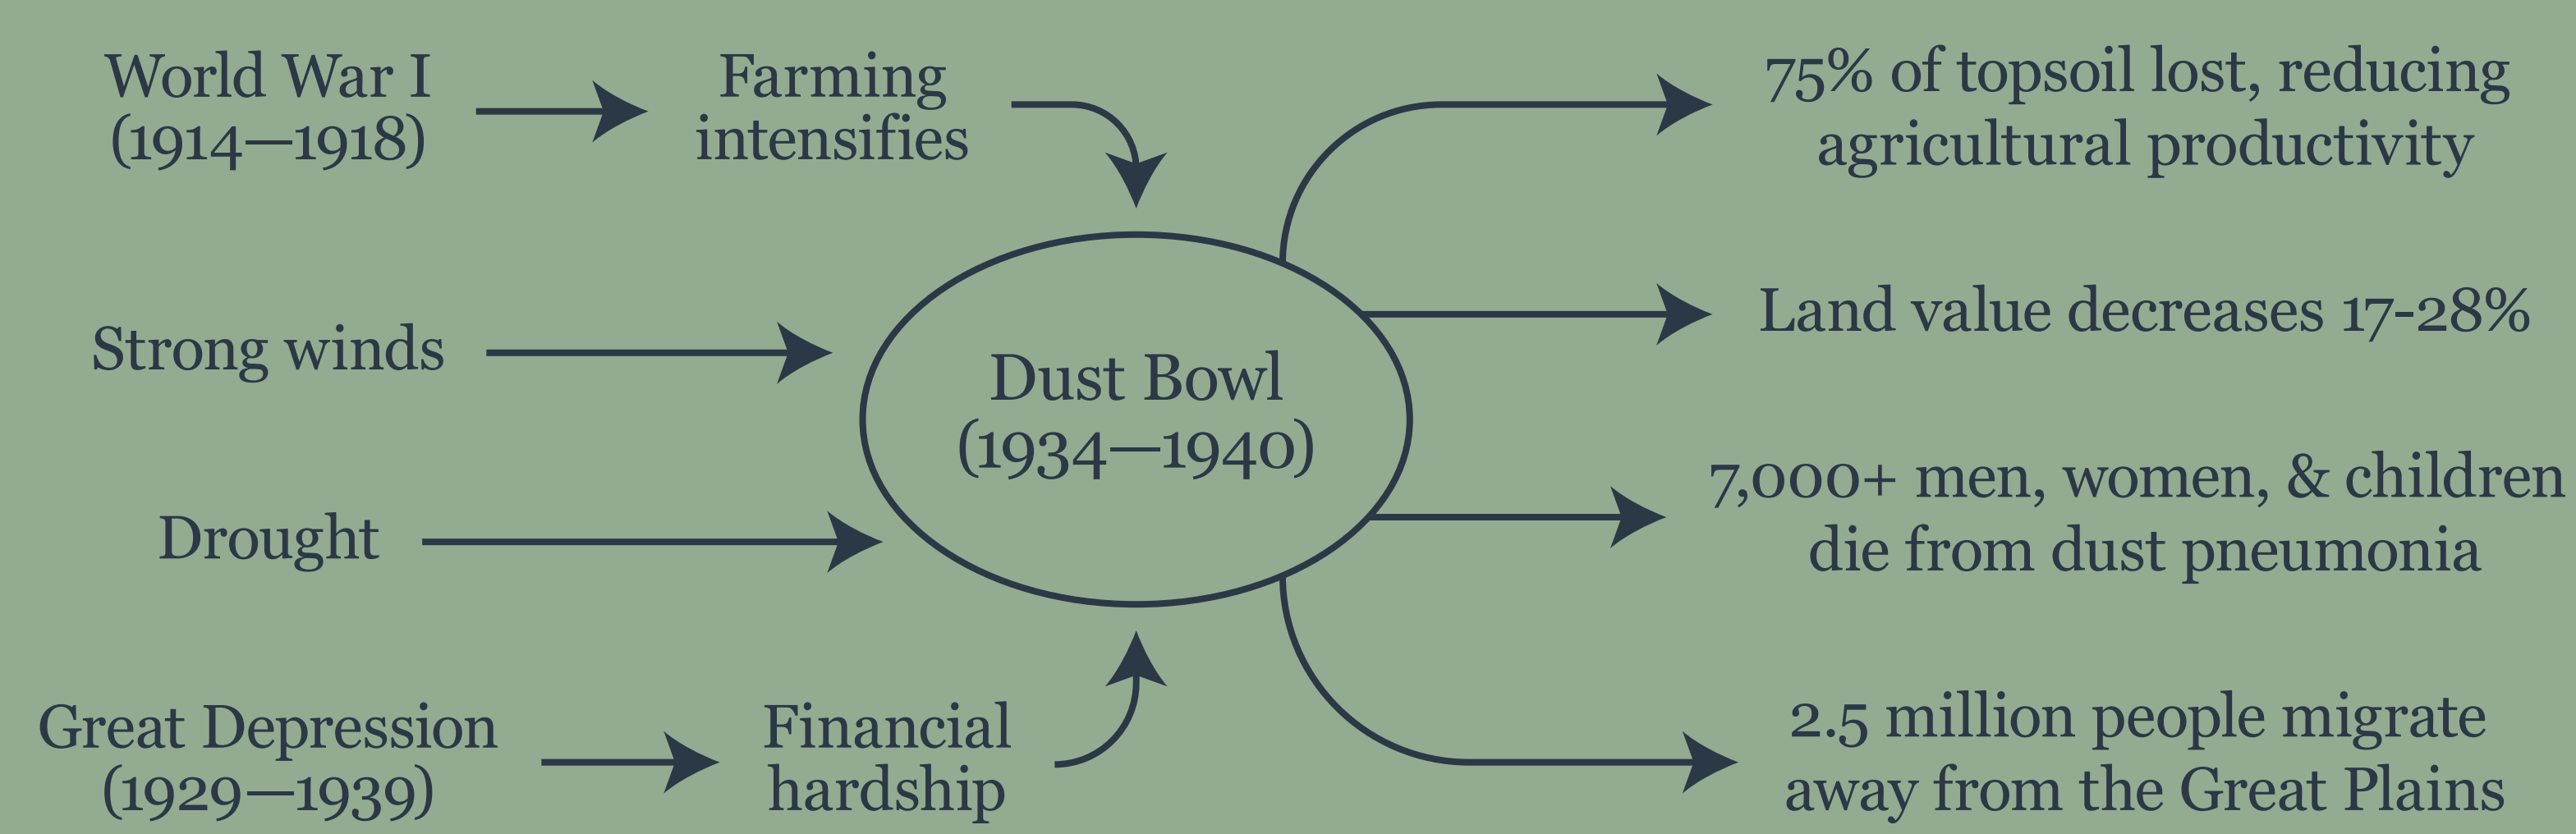 World War I
(1914—1918)
Farming
intensifies
Strong winds
Drought
Great Depression
(1929—1939)
Financial
hardship
Dust Bowl
(1934—1940)
75% of topsoil lost, reducing
agricultural productivity
Land value decreases 17-28%
7,000+ men, women, & children
die from dust pneumonia
2.5 million people migrate
away from the Great Plains